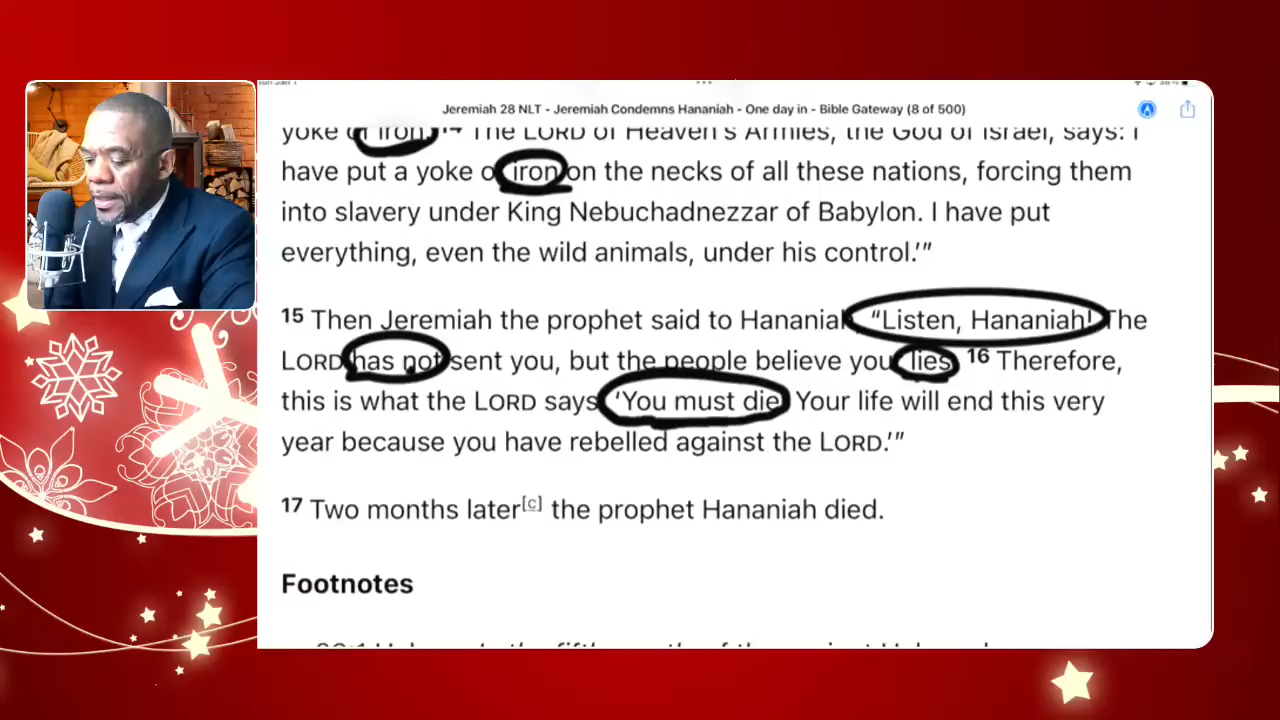 Jeremiah 28 NLT - Jeremiah Condemns Hananiah - One day in - Bible Gateway (8 of 500)
yoke of iron. 14 The LORD of Heaven's Armies, the God of Israel, says: I
have put a yoke of iron on the necks of all these nations, forcing them
into slavery under King Nebuchadnezzar of Babylon. I have put
everything, even the wild animals, under his control.'”
15 Then Jeremiah the prophet said to Hananiah “Listen, Hananiah! The
LORD has not sent you, but the people believe you lies 16 Therefore,
this is what the LORD says ‘You must die Your life will end this very
year because you have rebelled against the LORD.'”
17 Two months later[c] the prophet Hananiah died.
Footnotes